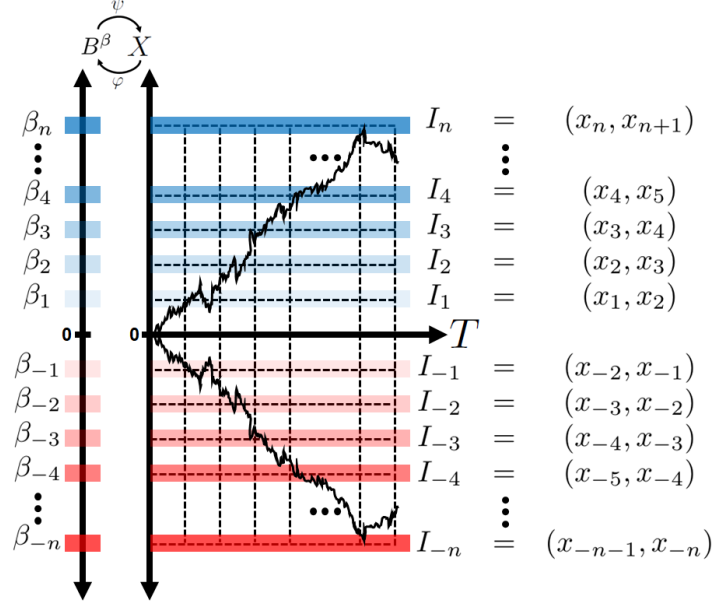 ψ
B^β X
φ
β_n I_n = (x_n, x_{n+1})
β_4 I_4 = (x_4, x_5)
β_3 I_3 = (x_3, x_4)
β_2 I_2 = (x_2, x_3)
β_1 I_1 = (x_1, x_2)
0 0 T
β_{-1} I_{-1} = (x_{-2}, x_{-1})
β_{-2} I_{-2} = (x_{-3}, x_{-2})
β_{-3} I_{-3} = (x_{-4}, x_{-3})
β_{-4} I_{-4} = (x_{-5}, x_{-4})
β_{-n} I_{-n} = (x_{-n-1}, x_{-n})